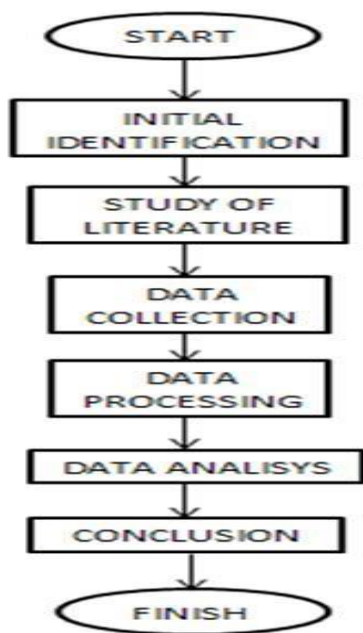 START
INITIAL
IDENTIFICATION
STUDY OF
LITERATURE
DATA
COLLECTION
DATA
PROCESSING
DATA ANALISYS
CONCLUSION
FINISH